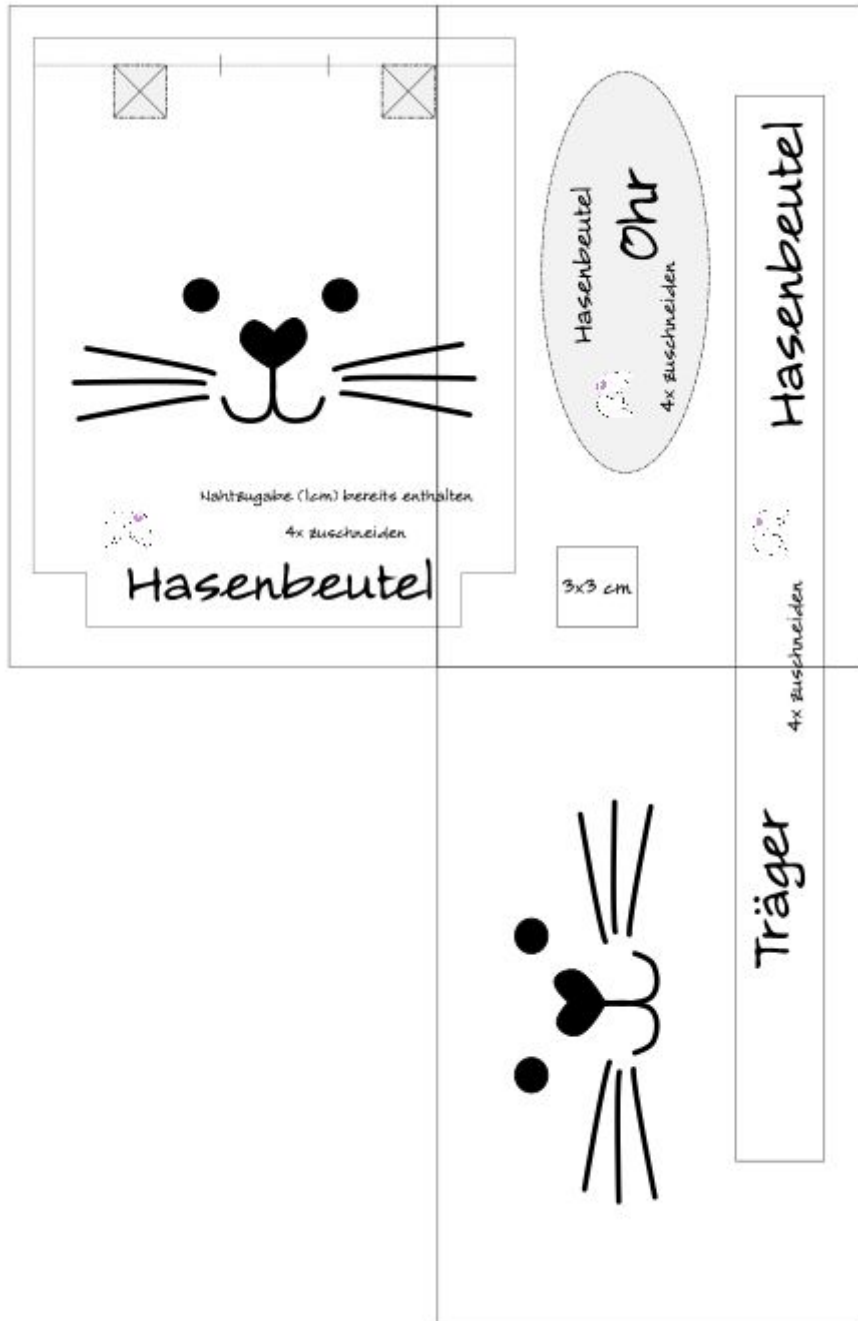 Nahtzugabe (1cm) bereits enthalten
4x zuschneiden
Hasenbeutel
Hasenbeutel
Ohr
4x zuschneiden
3x3 cm
Hasenbeutel
4x zuschneiden
Träger